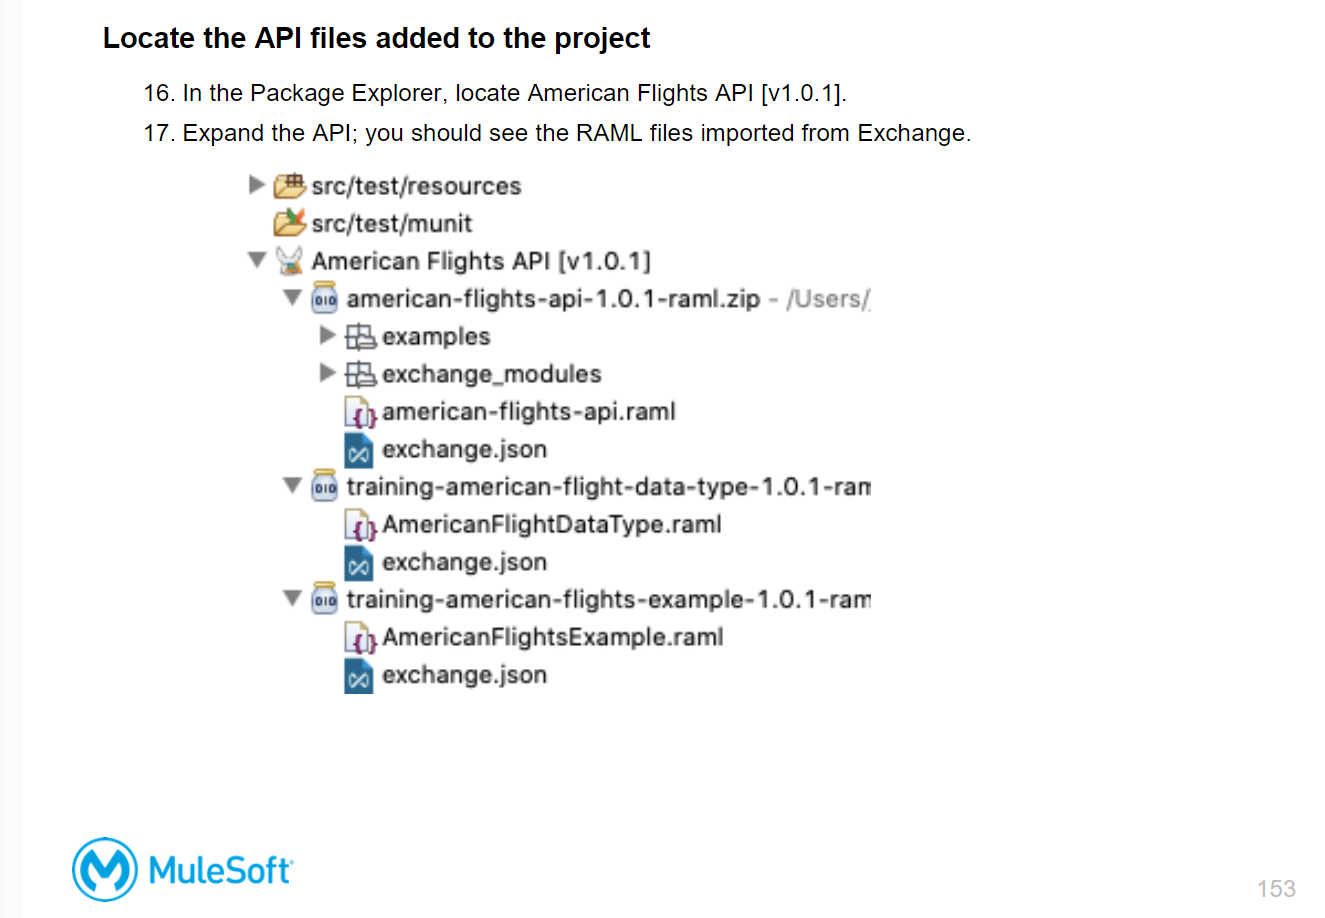 Locate the API files added to the project
16. In the Package Explorer, locate American Flights API [v1.0.1].
17. Expand the API; you should see the RAML files imported from Exchange.
src/test/resources
src/test/munit
American Flights API [v1.0.1]
american-flights-api-1.0.1-raml.zip - /Users/
examples
exchange_modules
american-flights-api.raml
exchange.json
training-american-flight-data-type-1.0.1-ram
AmericanFlightDataType.raml
exchange.json
training-american-flights-example-1.0.1-ram
AmericanFlightsExample.raml
exchange.json
MuleSoft
153